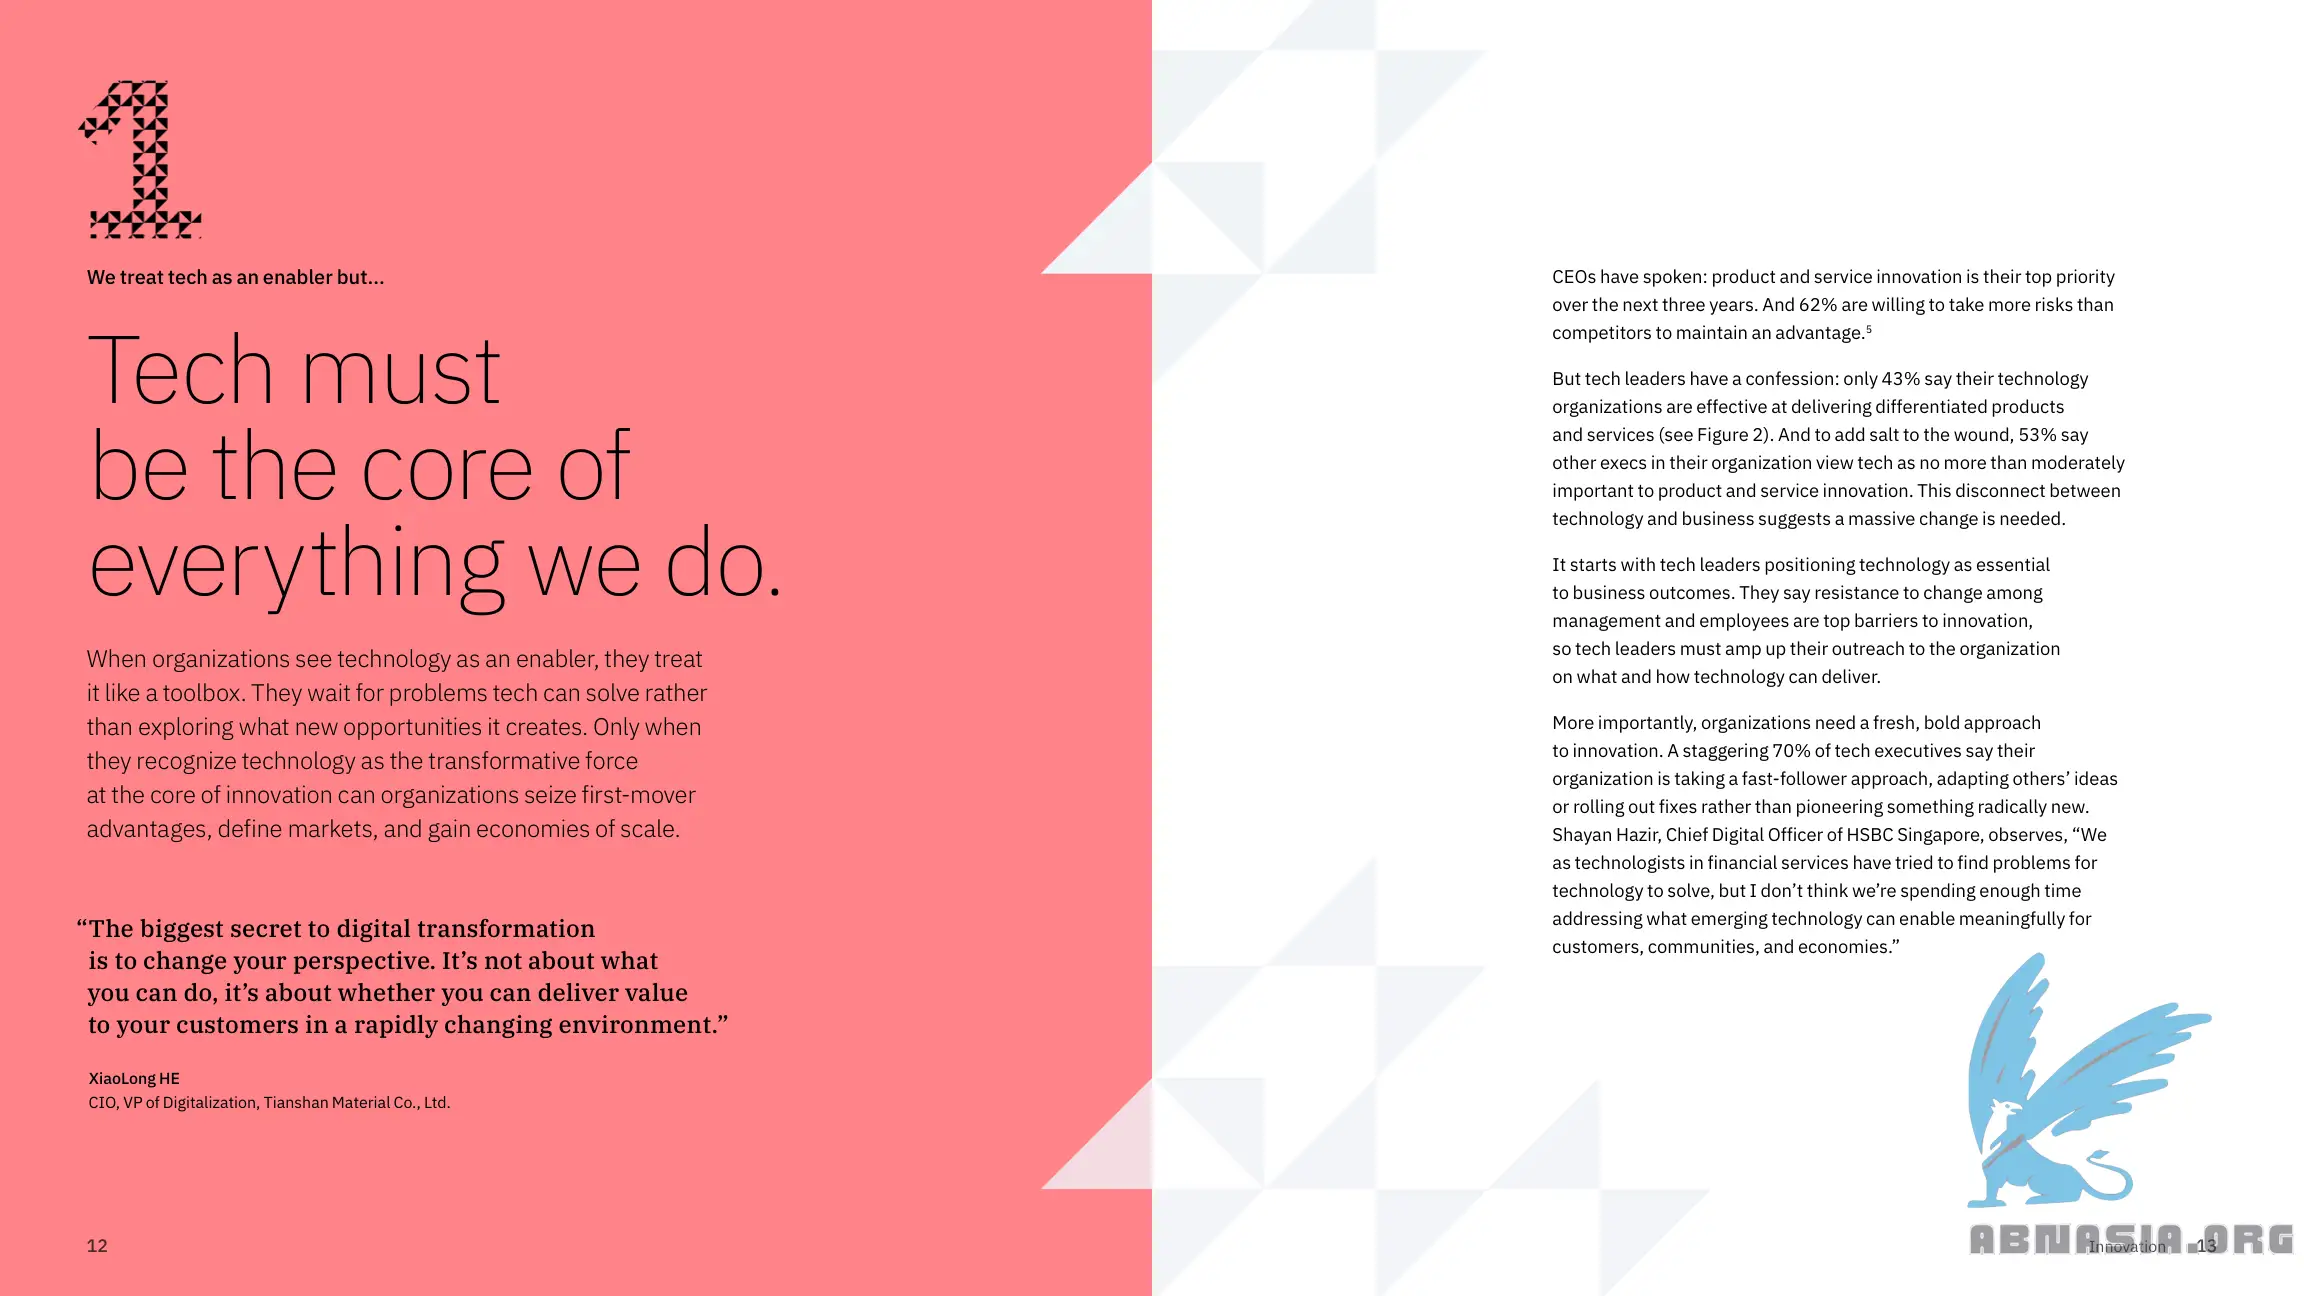 1
We treat tech as an enabler but...
Tech must
be the core of
everything we do.
When organizations see technology as an enabler, they treat
it like a toolbox. They wait for problems tech can solve rather
than exploring what new opportunities it creates. Only when
they recognize technology as the transformative force
at the core of innovation can organizations seize first-mover
advantages, define markets, and gain economies of scale.
“The biggest secret to digital transformation
is to change your perspective. It’s not about what
you can do, it’s about whether you can deliver value
to your customers in a rapidly changing environment.”
XiaoLong HE
CIO, VP of Digitalization, Tianshan Material Co., Ltd.
12
CEOs have spoken: product and service innovation is their top priority
over the next three years. And 62% are willing to take more risks than
competitors to maintain an advantage.⁵
But tech leaders have a confession: only 43% say their technology
organizations are effective at delivering differentiated products
and services (see Figure 2). And to add salt to the wound, 53% say
other execs in their organization view tech as no more than moderately
important to product and service innovation. This disconnect between
technology and business suggests a massive change is needed.
It starts with tech leaders positioning technology as essential
to business outcomes. They say resistance to change among
management and employees are top barriers to innovation,
so tech leaders must amp up their outreach to the organization
on what and how technology can deliver.
More importantly, organizations need a fresh, bold approach
to innovation. A staggering 70% of tech executives say their
organization is taking a fast-follower approach, adapting others’ ideas
or rolling out fixes rather than pioneering something radically new.
Shayan Hazir, Chief Digital Officer of HSBC Singapore, observes, “We
as technologists in financial services have tried to find problems for
technology to solve, but I don’t think we’re spending enough time
addressing what emerging technology can enable meaningfully for
customers, communities, and economies.”
ABNASIA.ORG
Innovation 13